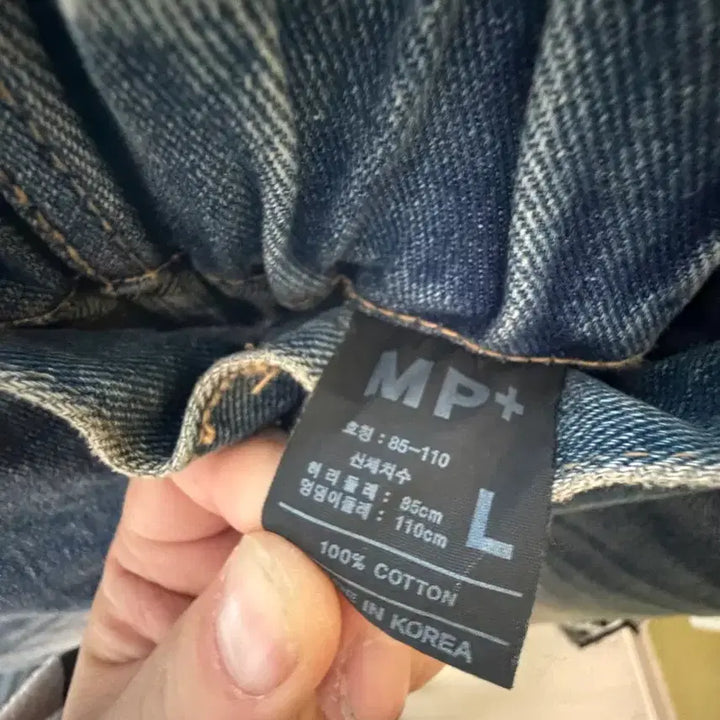 MP+
호칭 : 85-110
신체치수
허리둘레 : 85cm
엉덩이둘레 : 110cm
L
100% COTTON
IN KOREA